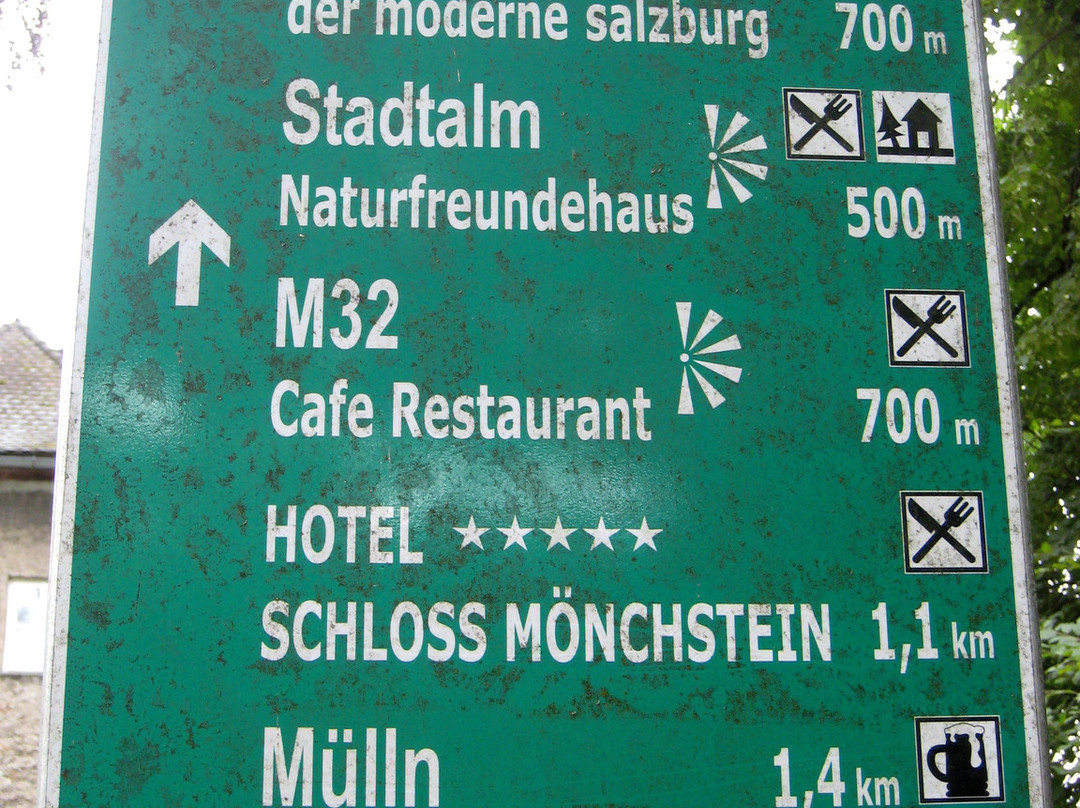 der moderne salzburg 700 m
Stadtalm
Naturfreundehaus 500 m
M32
Cafe Restaurant 700 m
HOTEL ★★★★★
SCHLOSS MÖNCHSTEIN 1,1 km
Mülln 1,4 km